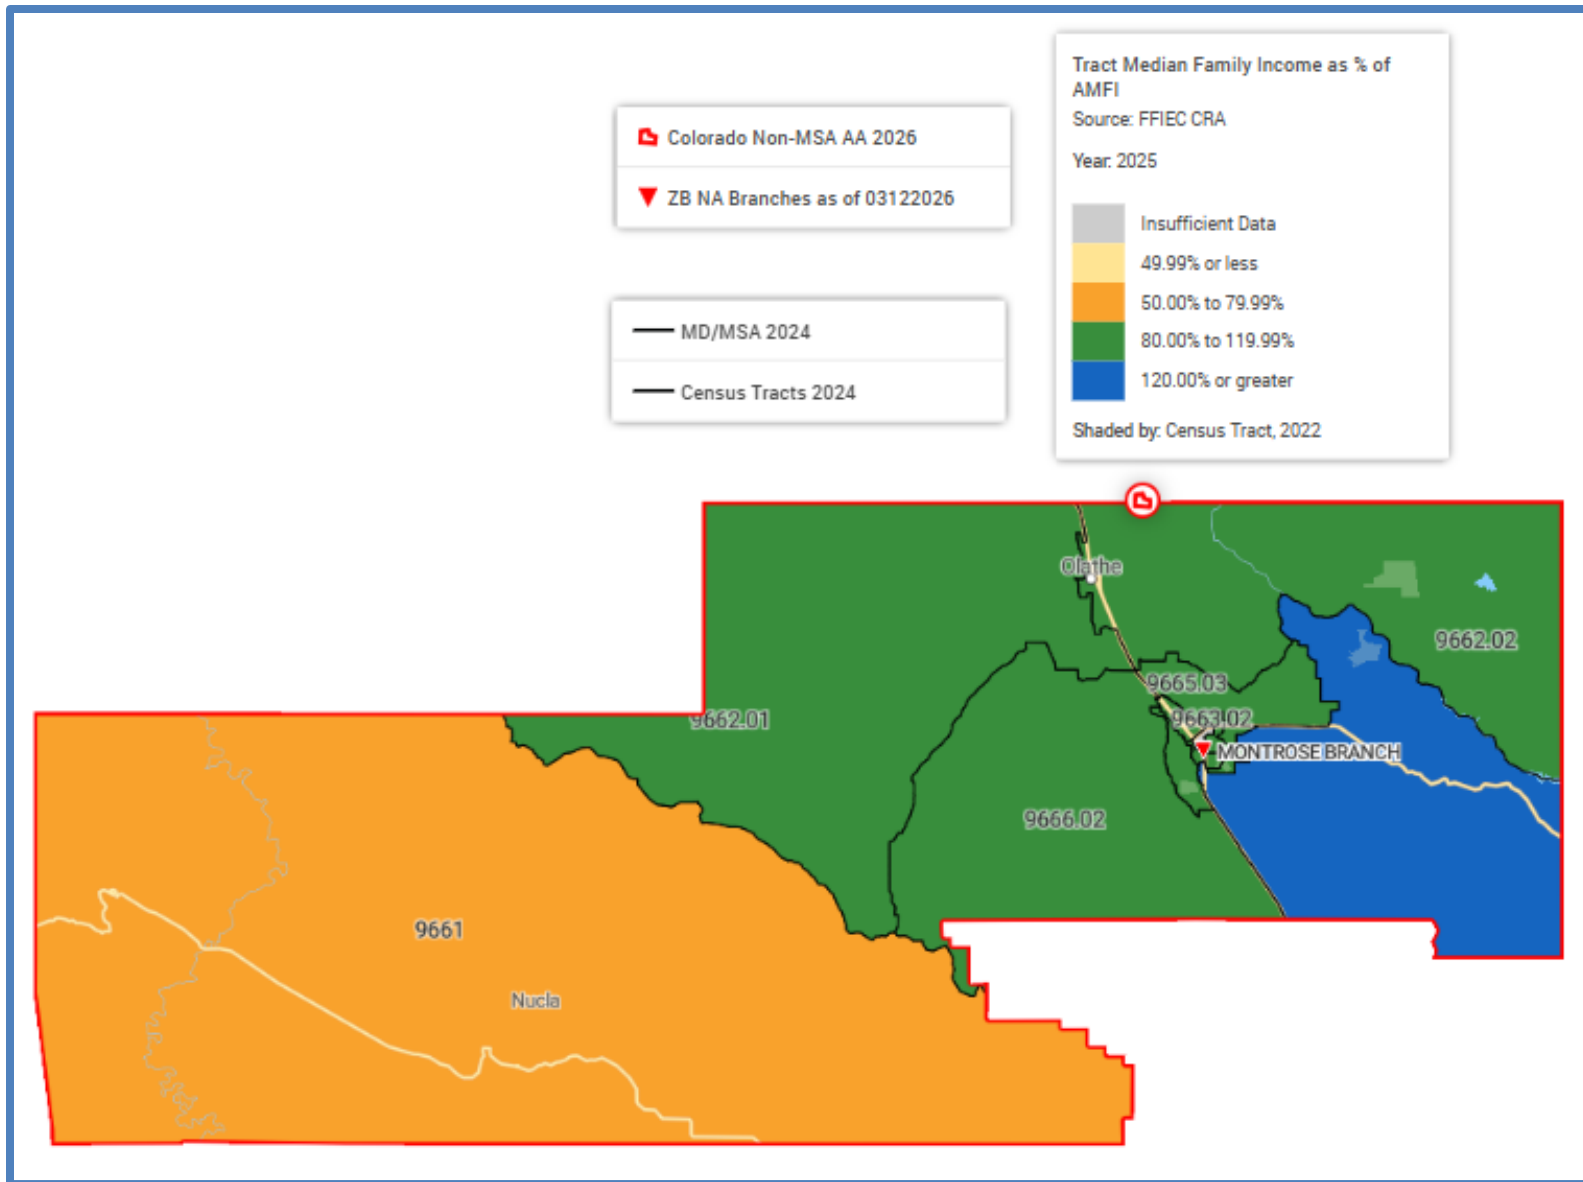 Tract Median Family Income as % of
AMFI
Source: FFIEC CRA
Year: 2025
Insufficient Data
49.99% or less
50.00% to 79.99%
80.00% to 119.99%
120.00% or greater
Shaded by: Census Tract, 2022
Colorado Non-MSA AA 2026
ZB NA Branches as of 03122026
MD/MSA 2024
Census Tracts 2024
Olathe
9662.02
9665.03
9662.01
9663.02
MONTROSE BRANCH
9666.02
9661
Nucla